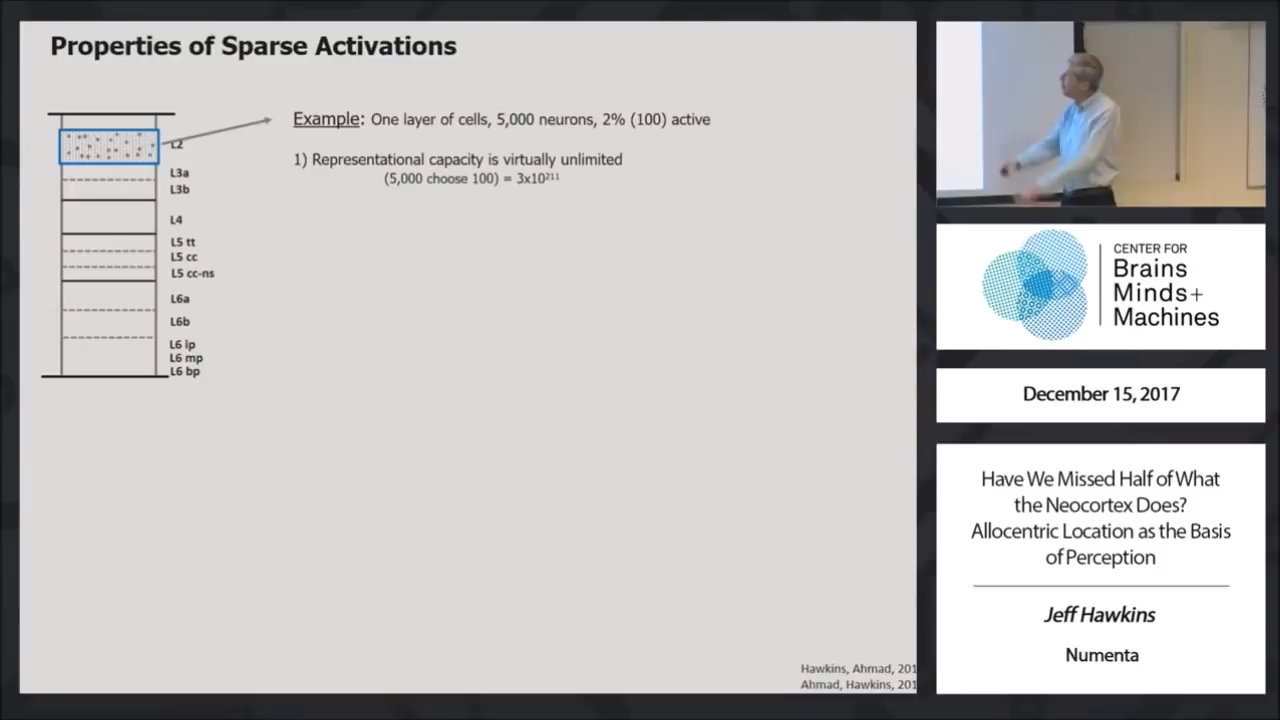 Properties of Sparse Activations
Example: One layer of cells, 5,000 neurons, 2% (100) active
1) Representational capacity is virtually unlimited
(5,000 choose 100) = 3x10²¹¹
L2
L3a
L3b
L4
L5 tt
L5 cc
L5 cc-ns
L6a
L6b
L6 ip
L6 mp
L6 bp
Hawkins, Ahmad, 201
Ahmad, Hawkins, 201
CENTER FOR
Brains
Minds+
Machines
December 15, 2017
Have We Missed Half of What
the Neocortex Does?
Allocentric Location as the Basis
of Perception
Jeff Hawkins
Numenta